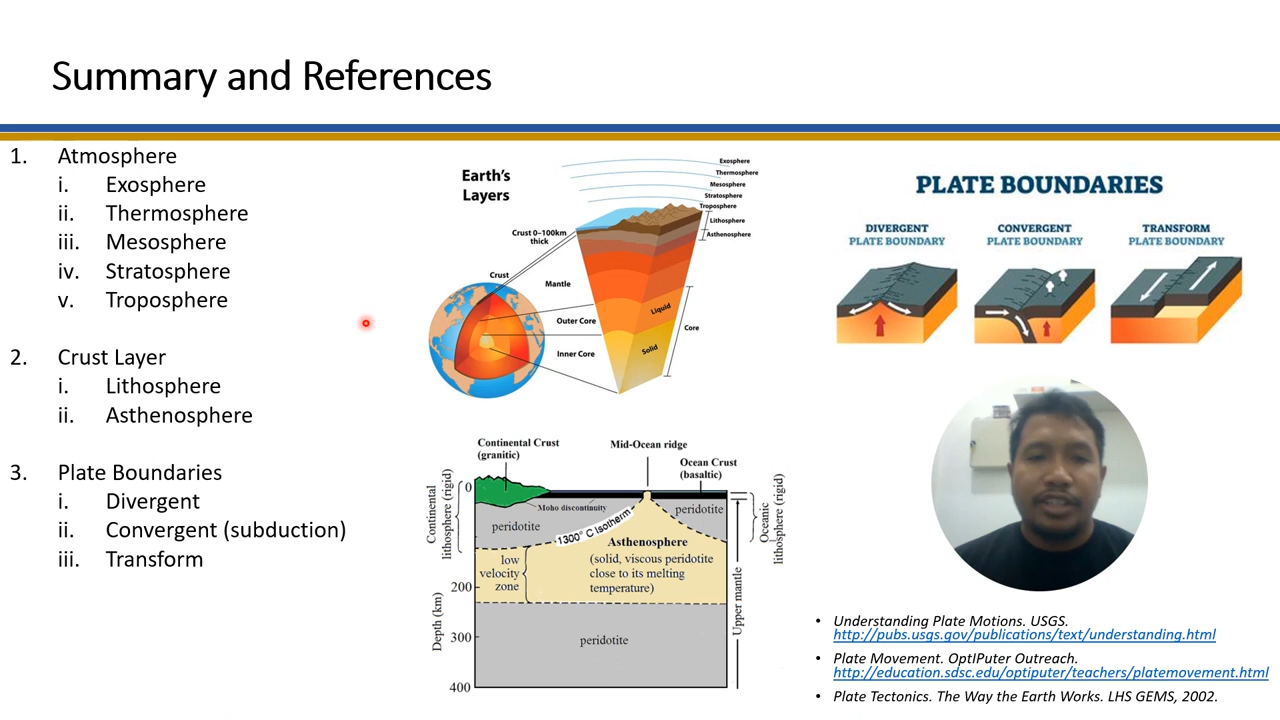 Summary and References
1. Atmosphere
i. Exosphere
ii. Thermosphere
iii. Mesosphere
iv. Stratosphere
v. Troposphere
2. Crust Layer
i. Lithosphere
ii. Asthenosphere
3. Plate Boundaries
i. Divergent
ii. Convergent (subduction)
iii. Transform
Earth's
Layers
Exosphere
Thermosphere
Mesosphere
Stratosphere
Troposphere
Lithosphere
Asthenosphere
Crust 0–100km
thick
Crust
Mantle
Outer Core
Inner Core
Liquid
Solid
Core
Continental Crust
(granitic)
Mid-Ocean ridge
Ocean Crust
(basaltic)
Continental
lithosphere (rigid)
0
Moho discontinuity
peridotite
1300° C Isotherm
peridotite
Oceanic
lithosphere (rigid)
Asthenosphere
(solid, viscous peridotite
close to its melting
temperature)
low
velocity
zone
200
Depth (km)
300
400
peridotite
Upper mantle
PLATE BOUNDARIES
DIVERGENT
PLATE BOUNDARY
CONVERGENT
PLATE BOUNDARY
TRANSFORM
PLATE BOUNDARY
• Understanding Plate Motions. USGS.
http://pubs.usgs.gov/publications/text/understanding.html
• Plate Movement. OptIPuter Outreach.
http://education.sdsc.edu/optiputer/teachers/platemovement.html
• Plate Tectonics. The Way the Earth Works. LHS GEMS, 2002.